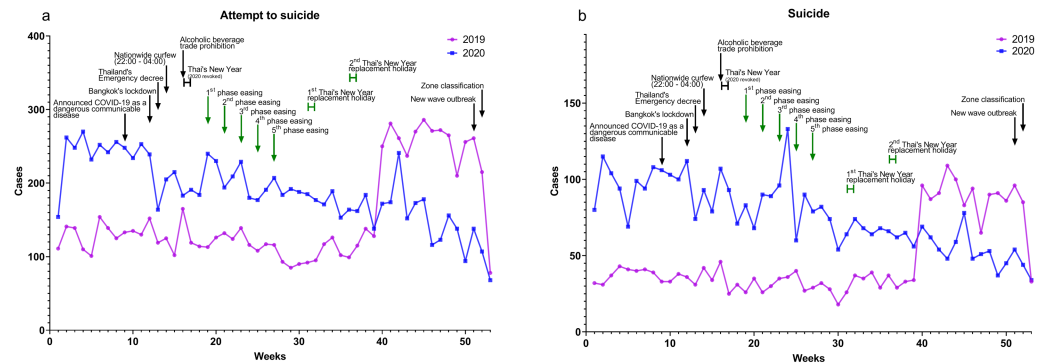 a
Attempt to suicide
400
300
200
100
0
Cases
0
10
20
30
40
50
Weeks
2019
2020
Alcoholic beverage
trade prohibition
Nationwide curfew
(22:00 - 04:00)
Thai's New Year
(2020 revoked)
Thailand's
Emergency decree
Bangkok's lockdown
Announced COVID-19 as a
dangerous communicable
disease
1st phase easing
2nd phase easing
3rd phase easing
4th phase easing
5th phase easing
2nd Thai's New Year
replacement holiday
1st Thai's New Year
replacement holiday
Zone classification
New wave outbreak
b
Suicide
150
100
50
0
Cases
0
10
20
30
40
50
Weeks
2019
2020
Alcoholic beverage
trade prohibition
Nationwide curfew
(22:00 - 04:00)
Thai's New Year
(2020 revoked)
Thailand's
Emergency decree
Bangkok's lockdown
Announced COVID-19 as a
dangerous communicable
disease
1st phase easing
2nd phase easing
3rd phase easing
4th phase easing
5th phase easing
2nd Thai's New Year
replacement holiday
1st Thai's New Year
replacement holiday
Zone classification
New wave outbreak